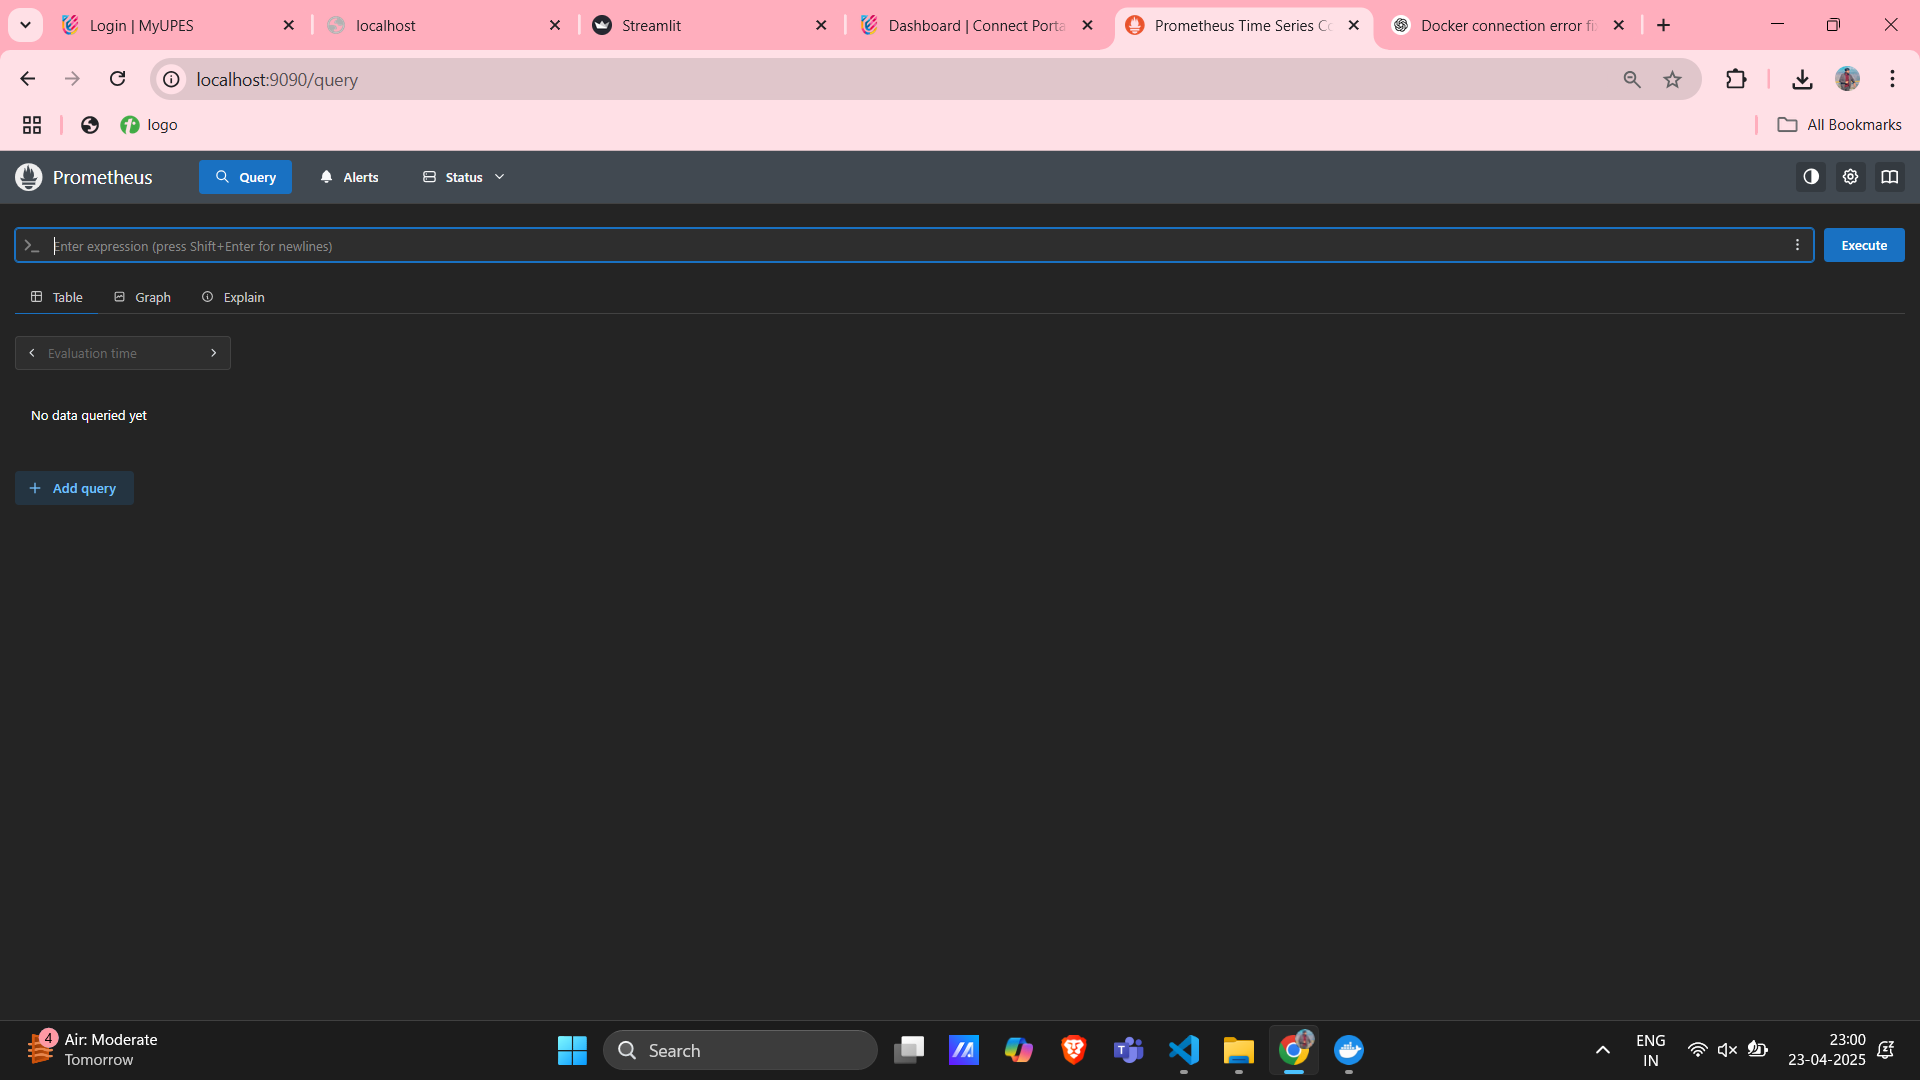 Login | MyUPES
localhost
Streamlit
Dashboard | Connect Porta
Prometheus Time Series Co
Docker connection error fi
localhost:9090/query
logo
All Bookmarks
Prometheus
Query
Alerts
Status
Enter expression (press Shift+Enter for newlines)
Execute
Table
Graph
Explain
Evaluation time
No data queried yet
Add query
4
Air: Moderate
Tomorrow
Search
ENG
IN
23:00
23-04-2025